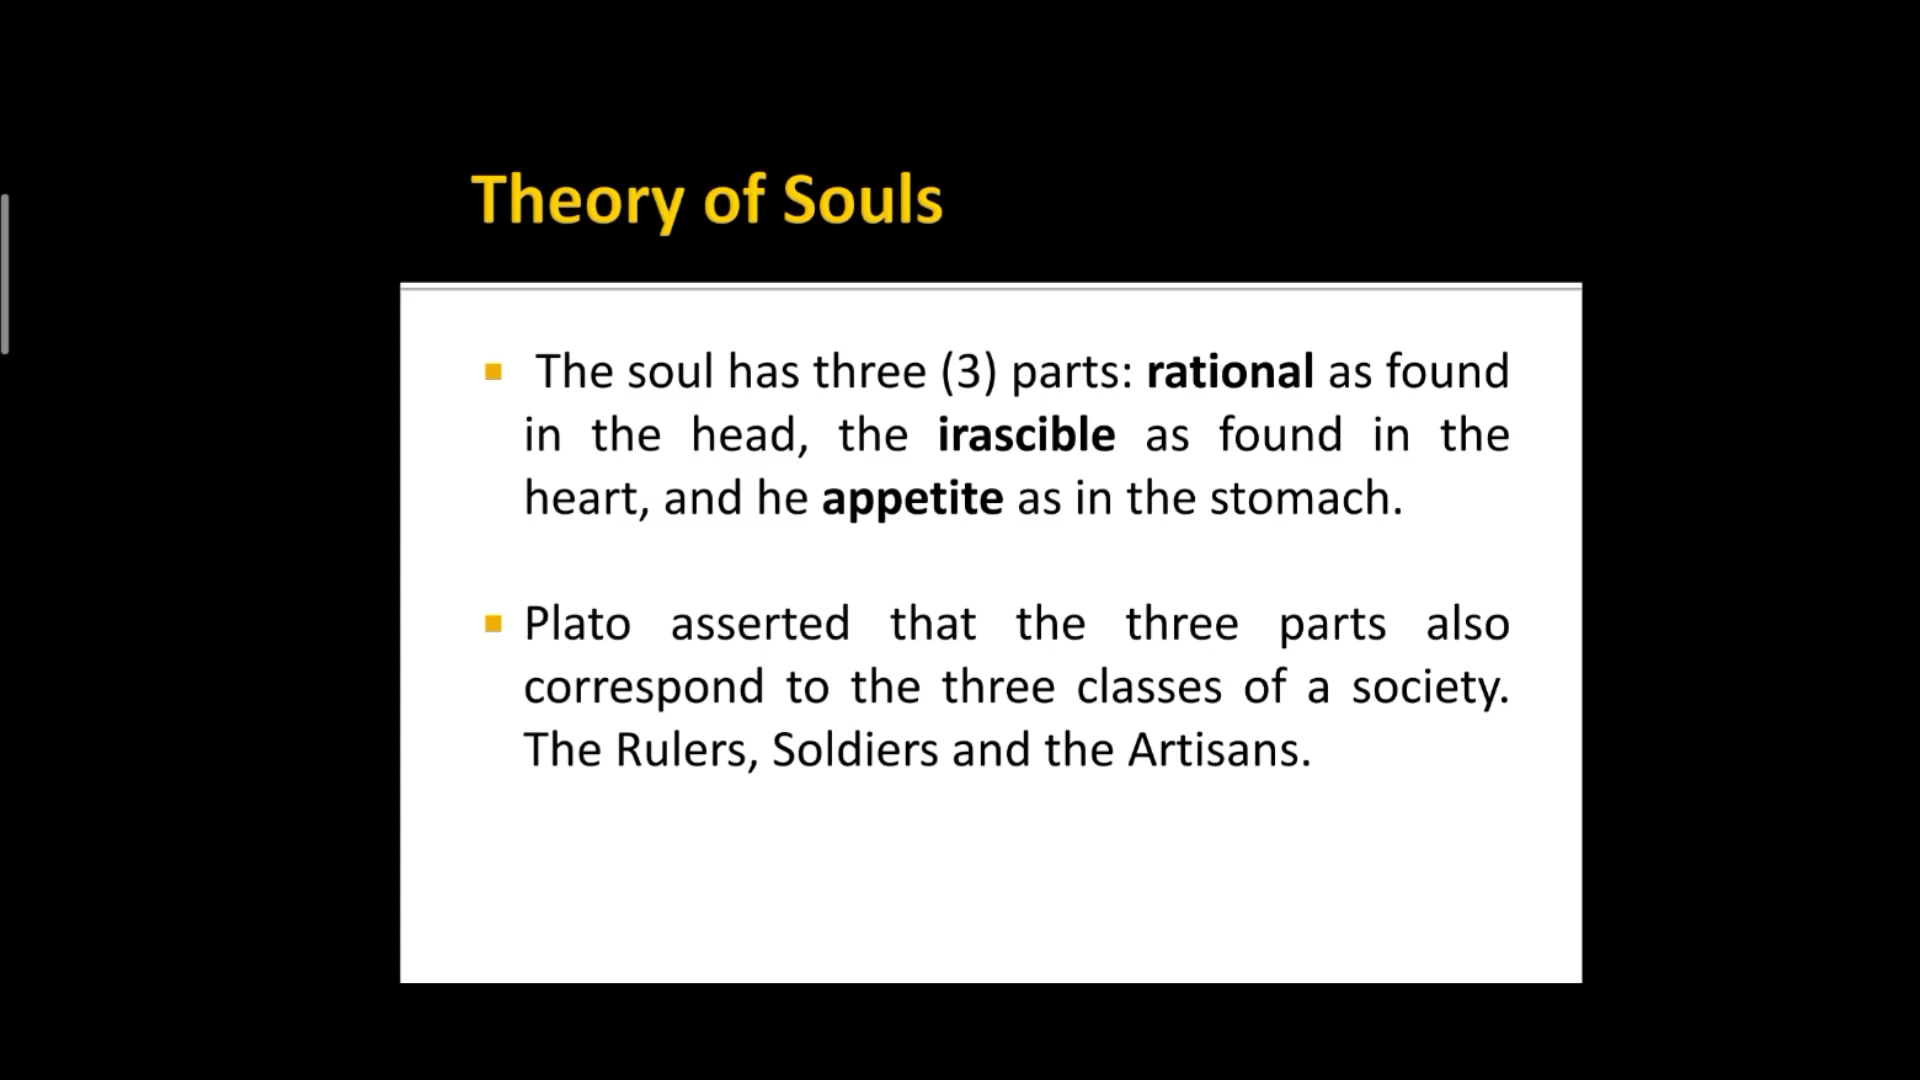 Theory of Souls
The soul has three (3) parts: rational as found
in the head, the irascible as found in the
heart, and he appetite as in the stomach.
Plato asserted that the three parts also
correspond to the three classes of a society.
The Rulers, Soldiers and the Artisans.